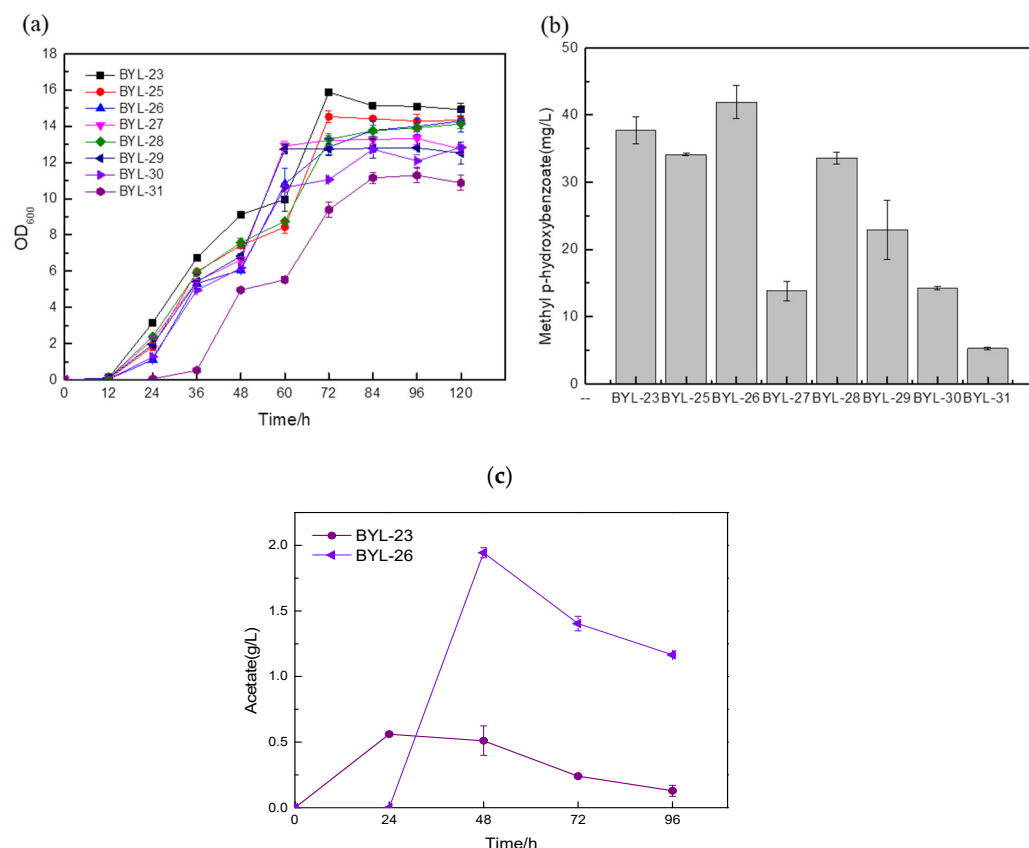 (a)
BYL-23
BYL-25
BYL-26
BYL-27
BYL-28
BYL-29
BYL-30
BYL-31
18
16
14
12
10
8
6
4
2
0
OD600
0 12 24 36 48 60 72 84 96 120
Time/h
(b)
50
40
30
20
10
0
Methyl p-hydroxybenzoate(mg/L)
-- BYL-23 BYL-25 BYL-26 BYL-27 BYL-28 BYL-29 BYL-30 BYL-31
(c)
BYL-23
BYL-26
2.0
1.5
1.0
0.5
0.0
Acetate(g/L)
0 24 48 72 96
Time/h